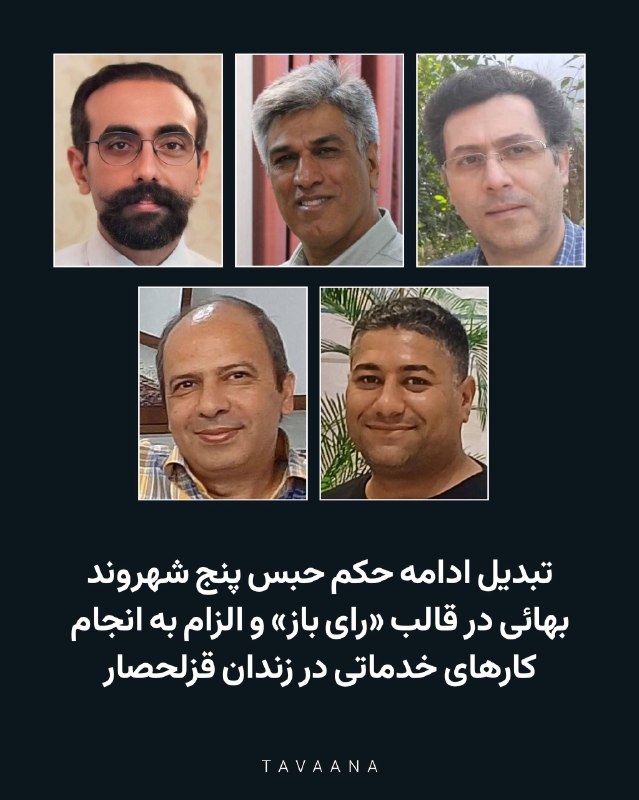 تبدیل ادامه حکم حبس پنج شهروند
بهائی در قالب «رای باز» و الزام به انجام
کارهای خدماتی در زندان قزلحصار
TAVAANA